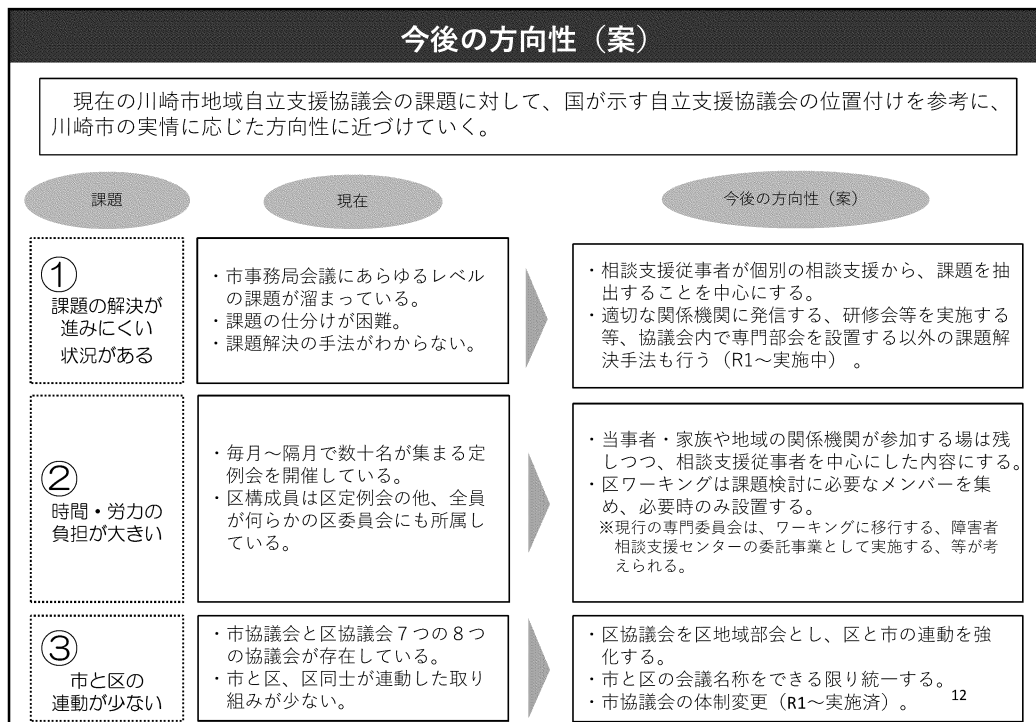 今後の方向性（案）
現在の川崎市地域自立支援協議会の課題に対して、国が示す自立支援協議会の位置付けを参考に、
川崎市の実情に応じた方向性に近づけていく。
課題
現在
今後の方向性（案）
①
課題の解決が
進みにくい
状況がある
・市事務局会議にあらゆるレベル
の課題が溜まっている。
・課題の仕分けが困難。
・課題解決の手法がわからない。
・相談支援従事者が個別の相談支援から、課題を抽
出することを中心にする。
・適切な関係機関に発信する、研修会等を実施する
等、協議会内で専門部会を設置する以外の課題解
決手法も行う（R1～実施中）。
②
時間・労力の
負担が大きい
・毎月～隔月で数十名が集まる定
例会を開催している。
・区構成員は区定例会の他、全員
が何らかの区委員会にも所属し
ている。
・当事者・家族や地域の関係機関が参加する場は残
しつつ、相談支援従事者を中心にした内容にする。
・区ワーキングは課題検討に必要なメンバーを集
め、必要時のみ設置する。
※現行の専門委員会は、ワーキングに移行する、障害者
相談支援センターの委託事業として実施する、等が考
えられる。
③
市と区の
連動が少ない
・市協議会と区協議会７つの８つ
の協議会が存在している。
・市と区、区同士が連動した取り
組みが少ない。
・区協議会を区地域部会とし、区と市の連動を強
化する。
・市と区の会議名称をできる限り統一する。
・市協議会の体制変更（R1～実施済）。
12